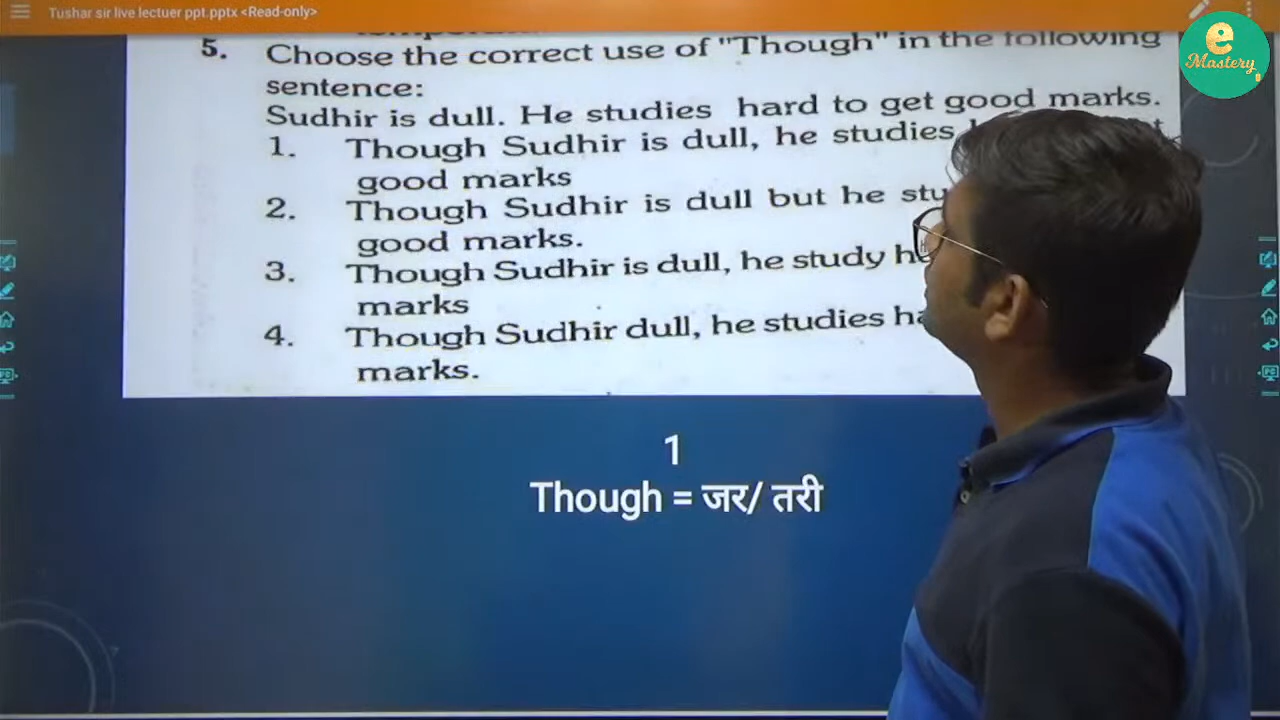 Tushar sir live lectuer ppt.pptx <Read-only>
e
Mastery
5. Choose the correct use of "Though" in the following
sentence:
Sudhir is dull. He studies hard to get good marks.
1. Though Sudhir is dull, he studies
good marks
2. Though Sudhir is dull but he
good marks.
3. Though Sudhir is dull, he study
marks
4. Though Sudhir dull, he studies
marks.
1
Though = जर/ तरी